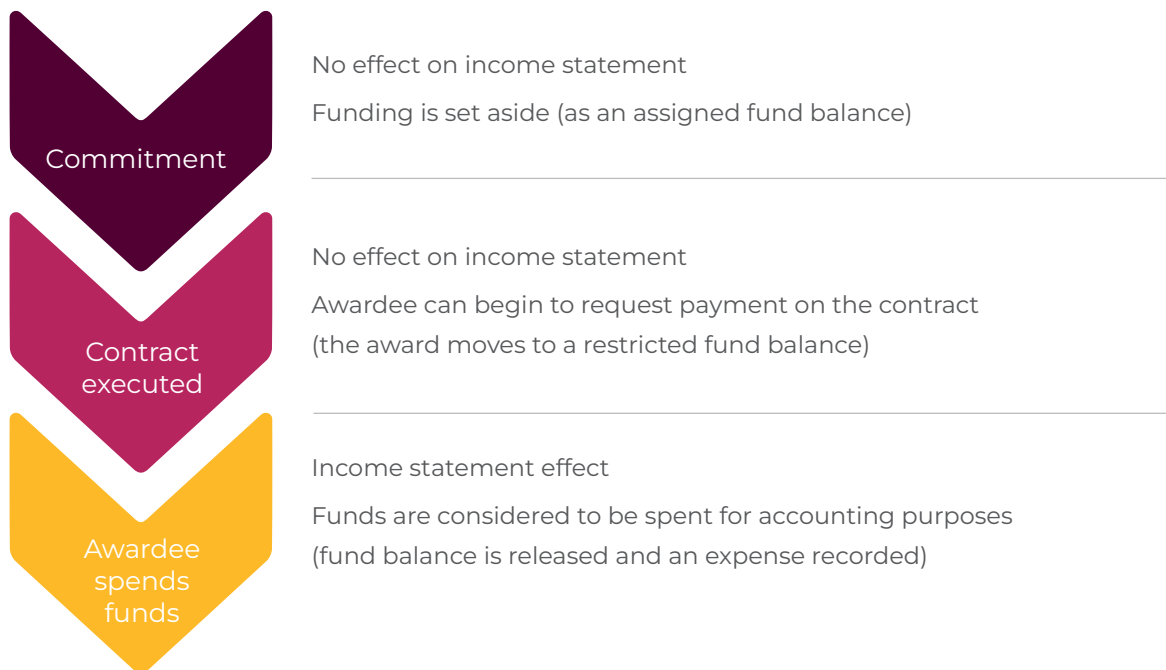 Commitment
No effect on income statement
Funding is set aside (as an assigned fund balance)
Contract
executed
No effect on income statement
Awardee can begin to request payment on the contract
(the award moves to a restricted fund balance)
Awardee
spends
funds
Income statement effect
Funds are considered to be spent for accounting purposes
(fund balance is released and an expense recorded)